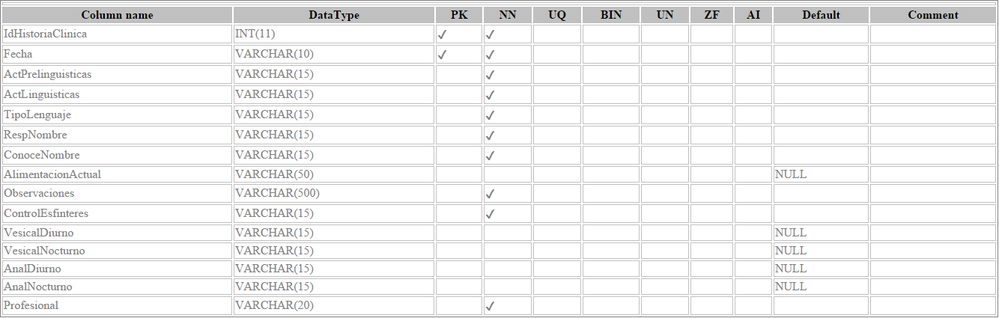 Column name DataType PK NN UQ BIN UN ZF AI Default Comment
IdHistoriaClinica INT(11) ✓ ✓
Fecha VARCHAR(10) ✓ ✓
ActPrelinguisticas VARCHAR(15) ✓
ActLinguisticas VARCHAR(15) ✓
TipoLenguaje VARCHAR(15) ✓
RespNombre VARCHAR(15) ✓
ConoceNombre VARCHAR(15) ✓
AlimentacionActual VARCHAR(50) NULL
Observaciones VARCHAR(500) ✓
ControlEsfinteres VARCHAR(15) ✓
VesicalDiurno VARCHAR(15) NULL
VesicalNocturno VARCHAR(15) NULL
AnalDiurno VARCHAR(15) NULL
AnalNocturno VARCHAR(15) NULL
Profesional VARCHAR(20) ✓